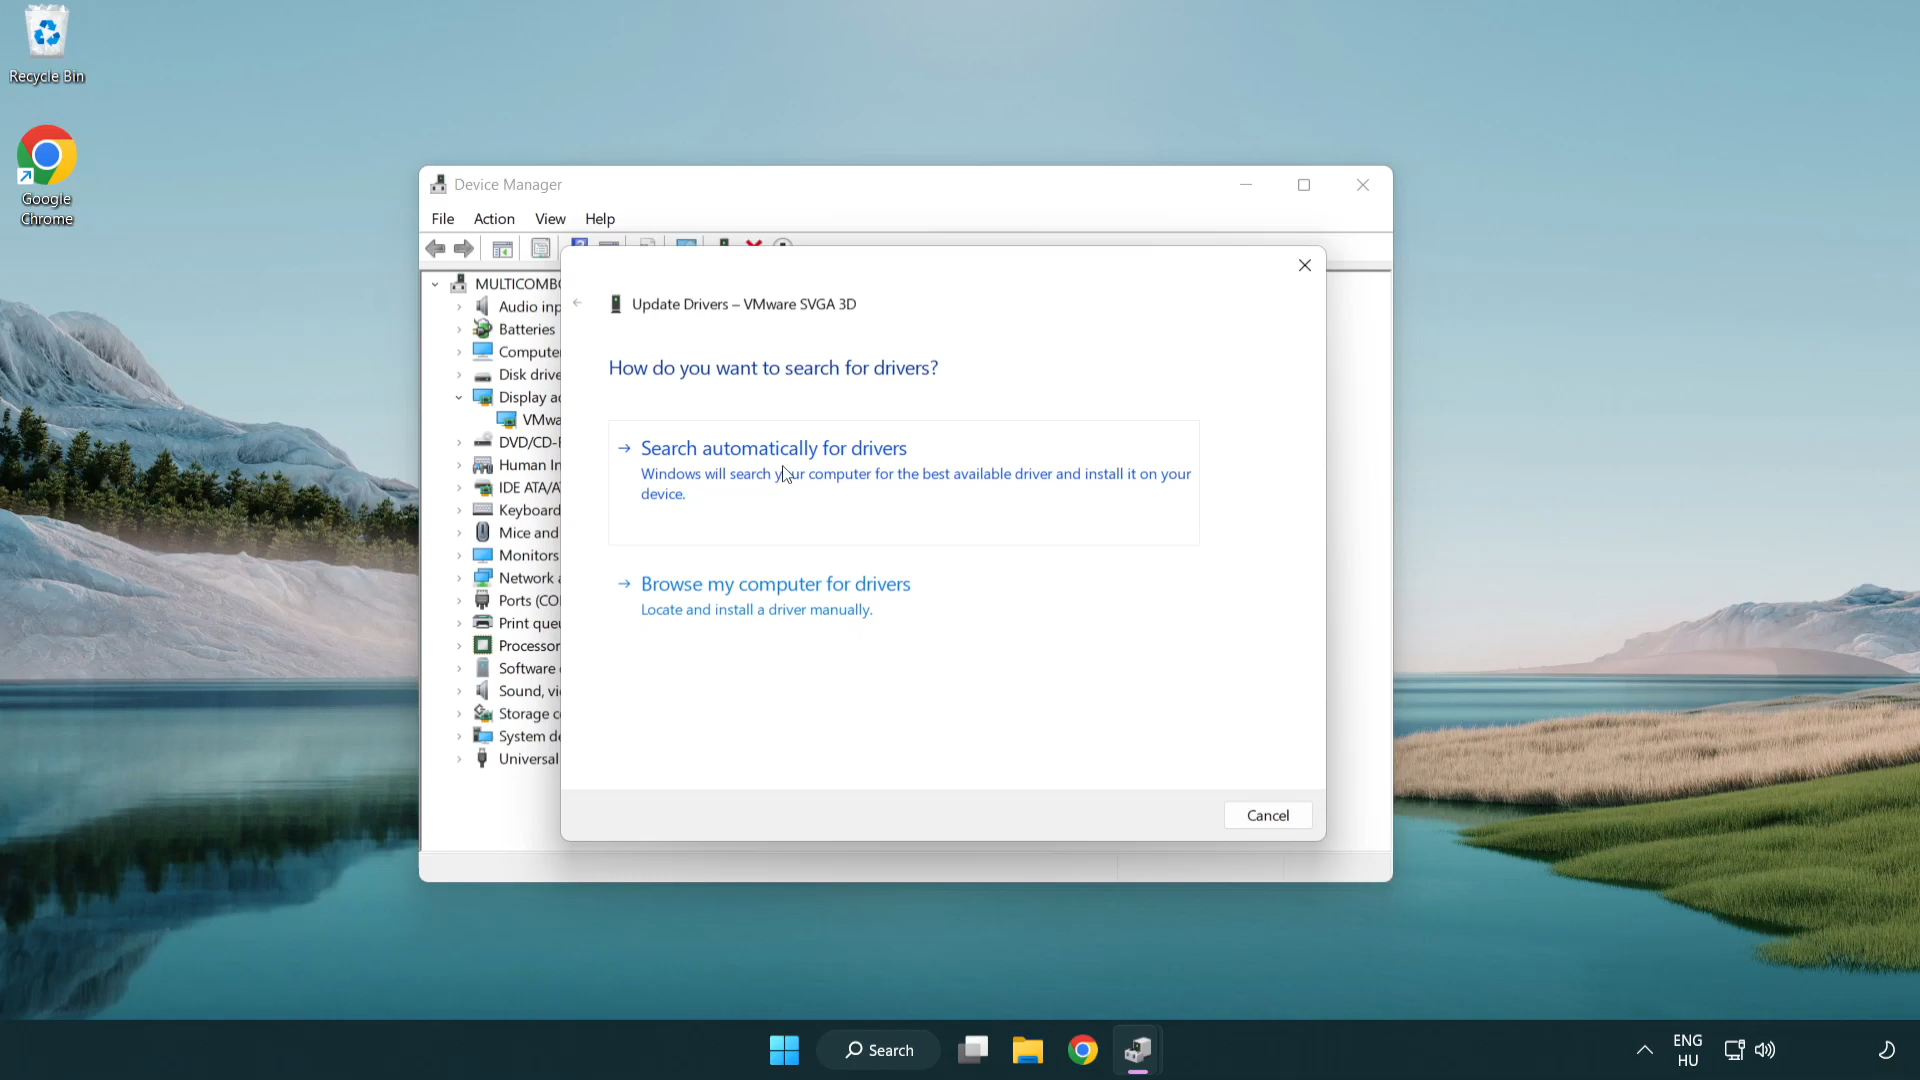 Recycle Bin
Google
Chrome
Device Manager
File Action View Help
MULTICOMBO
Audio inp
Batteries
Compute
Disk drive
Display a
VMwa
DVD/CD-
Human In
IDE ATA/A
Keyboard
Mice and
Monitors
Network a
Ports (CO
Print que
Processor
Software
Sound, vi
Storage c
System de
Universal
Update Drivers – VMware SVGA 3D
How do you want to search for drivers?
Search automatically for drivers
Windows will search your computer for the best available driver and install it on your
device.
Browse my computer for drivers
Locate and install a driver manually.
Cancel
Search
ENG
HU